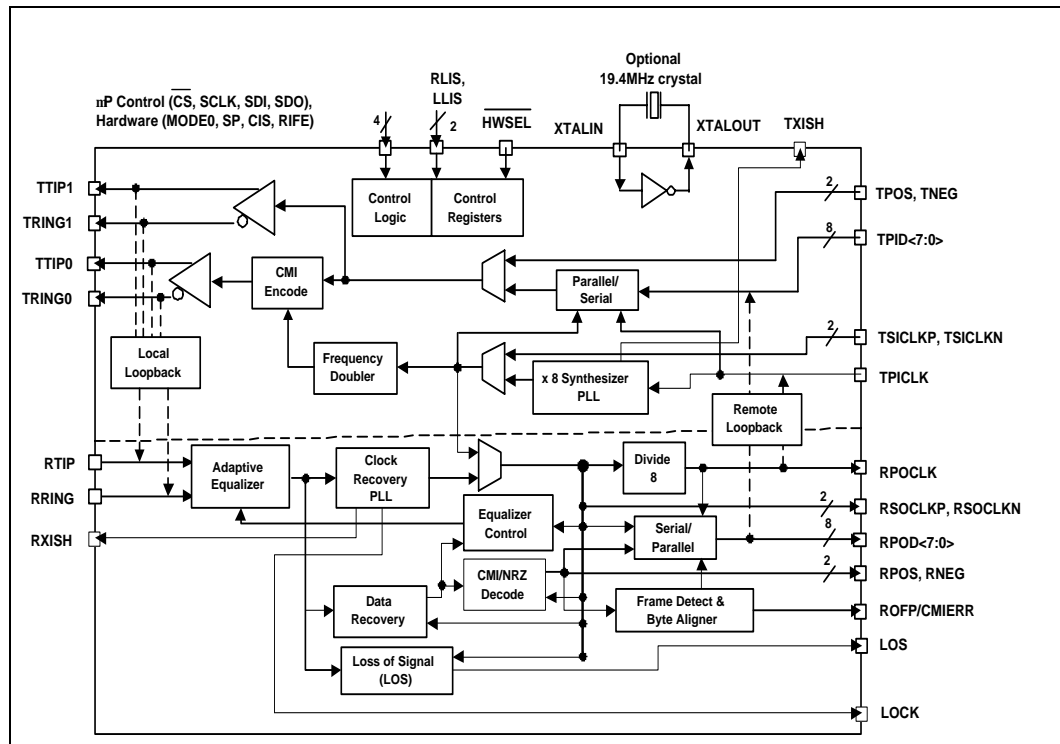 Optional
19.4MHz crystal
RLIS,
LLIS
mP Control (CS, SCLK, SDI, SDO),
Hardware (MODE0, SP, CIS, RIFE)
4
2
HWSEL
XTALIN
XTALOUT
TXISH
TTIP1
TRING1
TTIP0
TRING0
Control
Logic
Control
Registers
2
TPOS, TNEG
8
TPID<7:0>
CMI
Encode
Parallel/
Serial
2
TSICLKP, TSICLKN
Local
Loopback
Frequency
Doubler
x 8 Synthesizer
PLL
TPICLK
Remote
Loopback
RTIP
RRING
RXISH
Adaptive
Equalizer
Clock
Recovery
PLL
Divide
8
RPOCLK
2
RSOCLKP, RSOCLKN
Equalizer
Control
Serial/
Parallel
8
RPOD<7:0>
2
RPOS, RNEG
CMI/NRZ
Decode
Data
Recovery
Frame Detect &
Byte Aligner
ROFP/CMIERR
Loss of Signal
(LOS)
LOS
LOCK